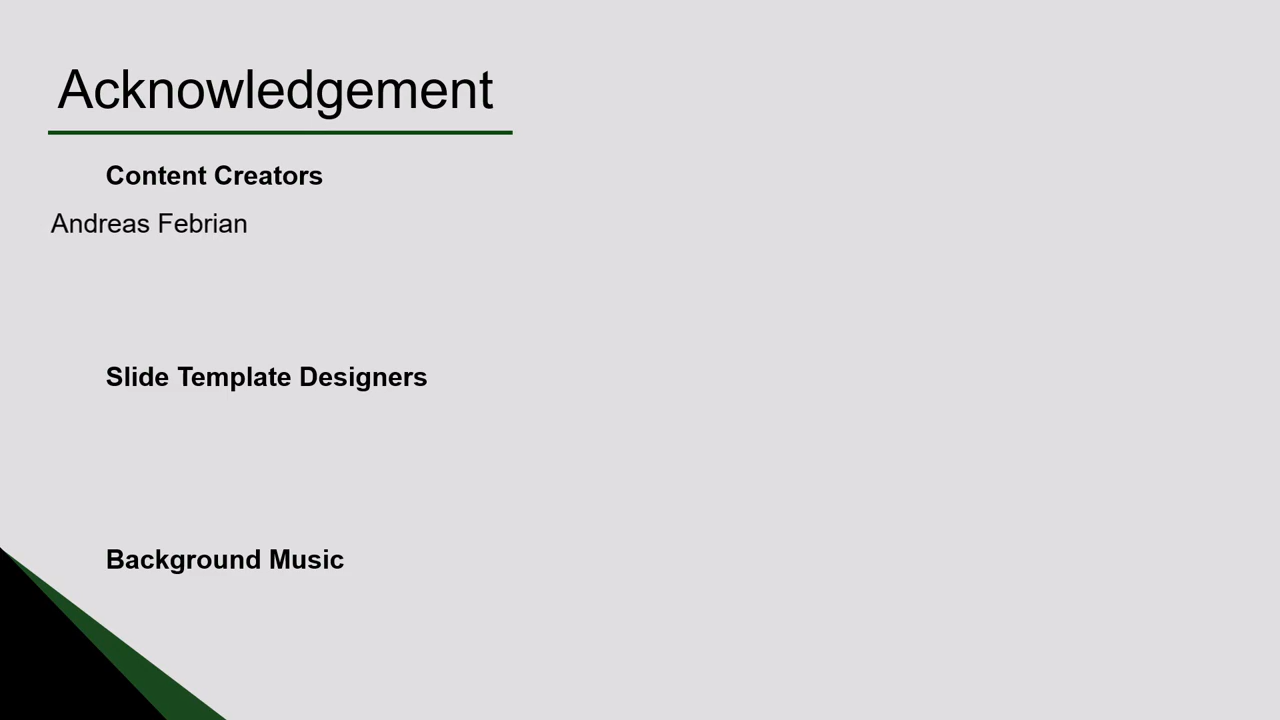 Acknowledgement
Content Creators
Andreas Febrian
Slide Template Designers
Background Music